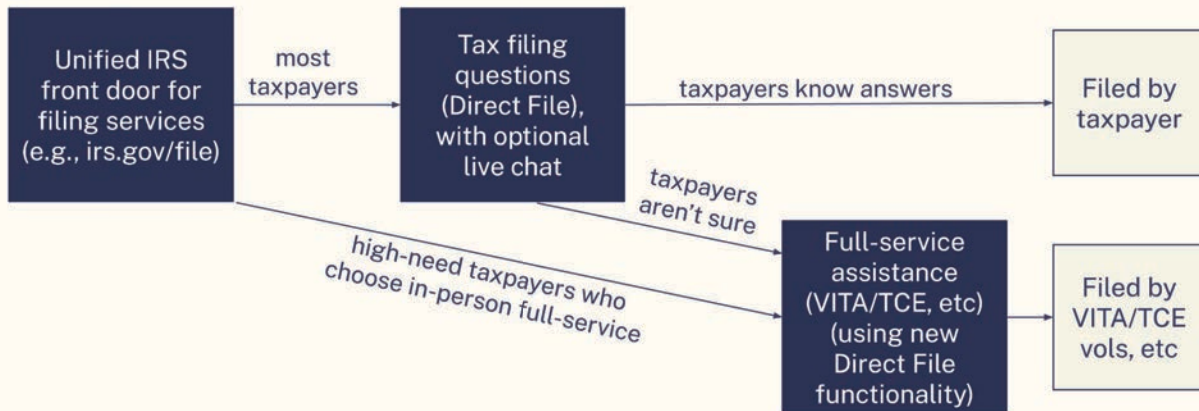 Unified IRS
front door for
filing services
(e.g., irs.gov/file)
most
taxpayers
Tax filing
questions
(Direct File),
with optional
live chat
taxpayers know answers
Filed by
taxpayer
taxpayers
aren't sure
high-need taxpayers who
choose in-person full-service
Full-service
assistance
(VITA/TCE, etc)
(using new
Direct File
functionality)
Filed by
VITA/TCE
vols, etc